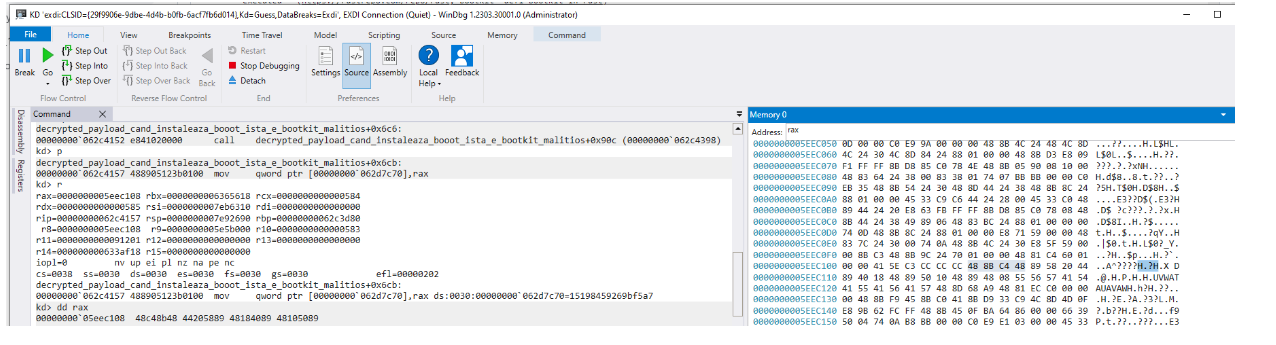 KD 'exdi:CLSID={29f9906e-9dbe-4d4b-b0fb-6acf7fb6d014},Kd=Guess,DataBreaks=Exdi', EXDI Connection (Quiet) - WinDbg 1.2303.30001.0 (Administrator)
File Home View Breakpoints Time Travel Model Scripting Source Memory Command
Break
Go
Step Out
Step Into
Step Over
Flow Control
Step Out Back
Step Into Back
Step Over Back
Go Back
Reverse Flow Control
Restart
Stop Debugging
Detach
End
Settings Source Assembly
Preferences
Local Help
Feedback
Help
Disassembly
Registers
Command X
decrypted_payload_cand_instaleaza_booot_ista_e_bootkit_malitios+0x6c6:
00000000`062c4152 e841020000 call decrypted_payload_cand_instaleaza_booot_ista_e_bootkit_malitios+0x90c (00000000`062c4398)
kd> p
decrypted_payload_cand_instaleaza_booot_ista_e_bootkit_malitios+0x6cb:
00000000`062c4157 488905123b0100 mov qword ptr [00000000`062d7c70],rax
kd> r
rax=0000000005eec108 rbx=0000000006365618 rcx=0000000000000584
rdx=0000000000000585 rsi=0000000007eb6310 rdi=0000000000000000
rip=00000000062c4157 rsp=0000000007e92690 rbp=00000000062c3d80
r8=0000000005eec108 r9=0000000005e5b000 r10=0000000000000583
r11=0000000000091201 r12=0000000000000000 r13=0000000000000000
r14=000000000633af18 r15=0000000000000000
iopl=0 nv up ei pl nz na pe nc
cs=0038 ss=0030 ds=0030 es=0030 fs=0030 gs=0030 efl=00000202
decrypted_payload_cand_instaleaza_booot_ista_e_bootkit_malitios+0x6cb:
00000000`062c4157 488905123b0100 mov qword ptr [00000000`062d7c70],rax ds:0030:00000000`062d7c70=15198459269bf5a7
kd> dd rax
00000000`05eec108 48c48b48 44205889 48184089 48105089
Memory 0
Address: rax
0000000005EEC050 0D 00 00 C0 E9 9A 00 00 00 48 8B 4C 24 48 4C 8D ...??....H.L$HL.
0000000005EEC060 4C 24 30 4C 8D 84 24 88 01 00 00 48 8B D3 E8 09 L$0L..$....H.??.
0000000005EEC070 F1 FF FF 8B D8 85 C0 78 4E 48 8B 05 90 08 10 00
0000000005EEC080 48 83 64 24 38 00 83 38 01 74 07 BB BB 00 00 C0 H.d$8..8.t.??..?
0000000005EEC090 EB 35 48 8B 54 24 30 48 8D 44 24 38 48 8B 8C 24 ?5H.T$0H.D$8H..$
0000000005EEC0A0 88 01 00 00 45 33 C9 C6 44 24 28 00 45 33 C0 48 ....E3??D$(.E3?H
0000000005EEC0B0 89 44 24 20 E8 63 FB FF FF 8B D8 85 C0 78 08 48 .D$ ?c???.?.?x.H
0000000005EEC0C0 8B 44 24 38 49 89 06 48 83 BC 24 88 01 00 00 00 .D$8I..H.?$.....
0000000005EEC0D0 74 0D 48 8B 8C 24 88 01 00 00 E8 71 59 00 00 48 t.H..$....?qY..H
0000000005EEC0E0 83 7C 24 30 00 74 0A 48 8B 4C 24 30 E8 5F 59 00 .|$0.t.H.L$0?_Y.
0000000005EEC0F0 00 8B C3 48 8B 9C 24 70 01 00 00 48 81 C4 60 01 ..?H..$p...H.?`.
0000000005EEC100 00 00 41 5E C3 CC CC CC 48 8B C4 48 89 58 20 44 ..A^????H.?H.X D
0000000005EEC110 89 40 18 48 89 50 10 48 89 48 08 55 56 57 41 54 .@.H.P.H.H.UVWAT
0000000005EEC120 41 55 41 56 41 57 48 8D 68 A9 48 81 EC C0 00 00 AUAVAWH.h?H.??..
0000000005EEC130 00 48 8B F9 45 8B C0 41 8B D9 33 C9 4C 8D 4D 0F .H.?E.?A.?3?L.M.
0000000005EEC140 E8 9B 62 FC FF 48 8B 45 0F BA 64 86 00 00 66 39 ?.b??H.E.?d...f9
0000000005EEC150 50 04 74 0A B8 8B 00 00 C0 E9 E1 03 00 00 45 33 P.t.??..???...E3